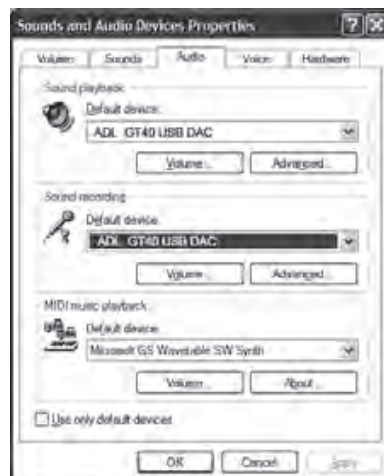 Sounds and Audio Devices Properties
Volume Sounds Audio Voice Hardware
Sound playback
Default device:
ADL GT40 USB DAC
Volume... Advanced...
Sound recording
Default device:
ADL GT40 USB DAC
Volume... Advanced...
MIDI music playback
Default device:
Microsoft GS Wavetable SW Synth
Volume... About...
Use only default devices
OK Cancel Apply